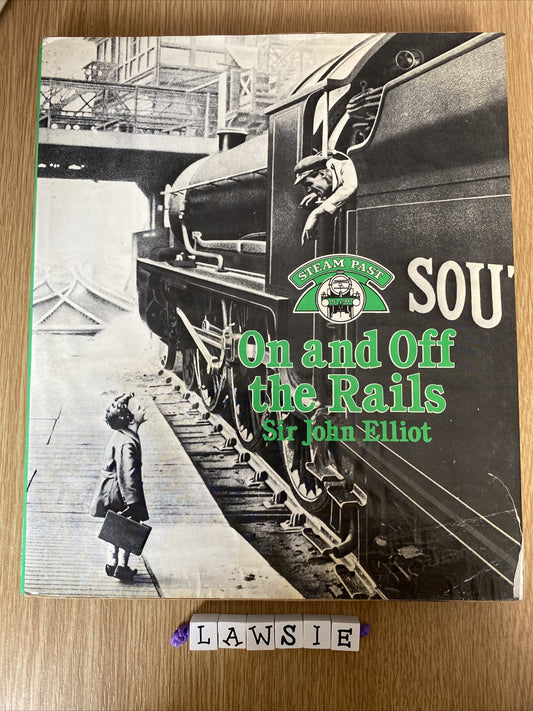 STEAM PAST
SOUT
On and Off
the Rails
Sir John Elliot
LAWSIE